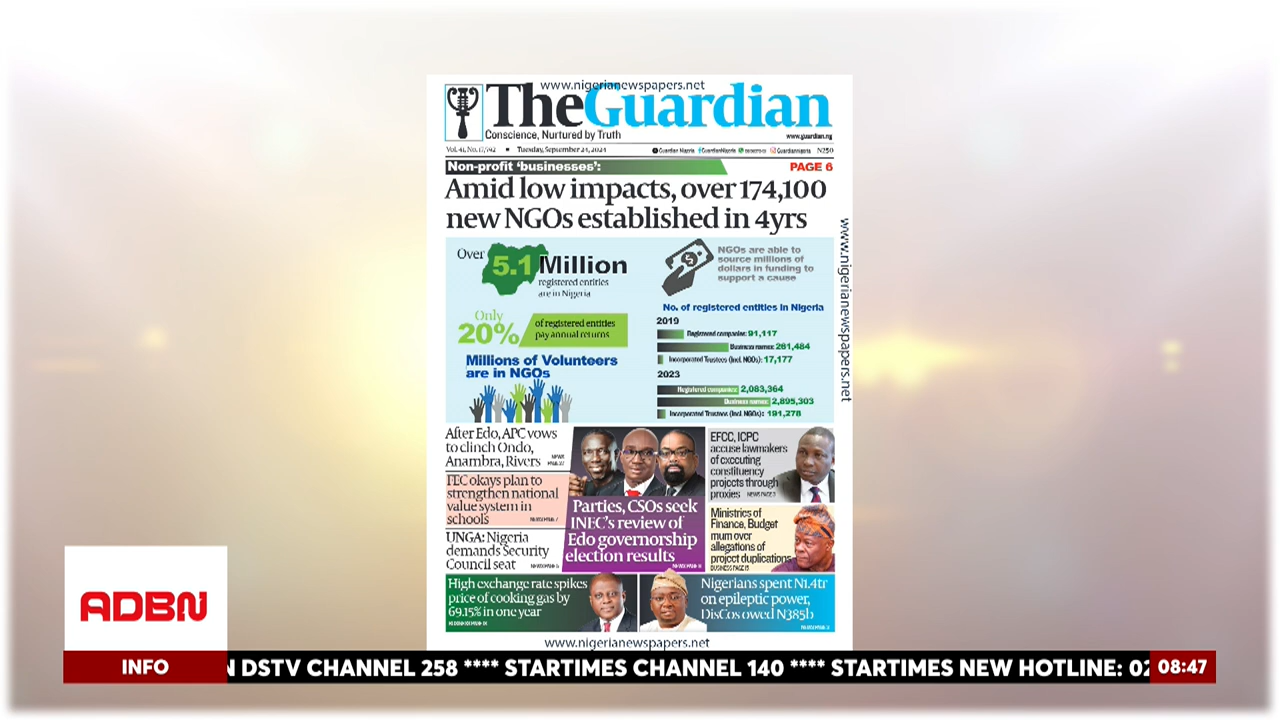 www.nigerianewspapers.net
TheGuardian
Conscience, Nurtured by Truth
www.guardian.ng
Tuesday, September 24, 2024
Guardian Nigeria
GuardianNigeria
Guardiannigeria
N250
Non-profit 'businesses':
PAGE 6
Amid low impacts, over 174,100
new NGOs established in 4yrs
Over
5.1 Million
registered entities
are in Nigeria
Only
20%
of registered entities
pay annual returns
Millions of Volunteers
are in NGOs
NGOs are able to
source millions of
dollars in funding to
support a cause
No. of registered entities in Nigeria
2019
Registered companies: 91,117
Business names: 261,484
Incorporated Trustees (Incl. NGOs): 17,177
2023
Registered companies: 2,083,364
Business names: 2,895,303
Incorporated Trustees (Incl. NGOs): 191,278
www.nigerianewspapers.net
After Edo, APC vows
to clinch Ondo,
Anambra, Rivers
FEC okays plan to
strengthen national
value system in
schools
UNGA: Nigeria
demands Security
Council seat
Parties, CSOs seek
INEC's review of
Edo governorship
election results
EFCC, ICPC
accuse lawmakers
of executing
constituency
projects through
proxies
NEWS PAGE 3
Ministries of
Finance, Budget
mum over
allegations of
project duplications
High exchange rate spikes
price of cooking gas by
69.15% in one year
Nigerians spent N1.4tr
on epileptic power,
DisCos owed N385b
www.nigerianewspapers.net
ADBN
INFO
N DSTV CHANNEL 258 **** STARTIMES CHANNEL 140 **** STARTIMES NEW HOTLINE: 02
08:47